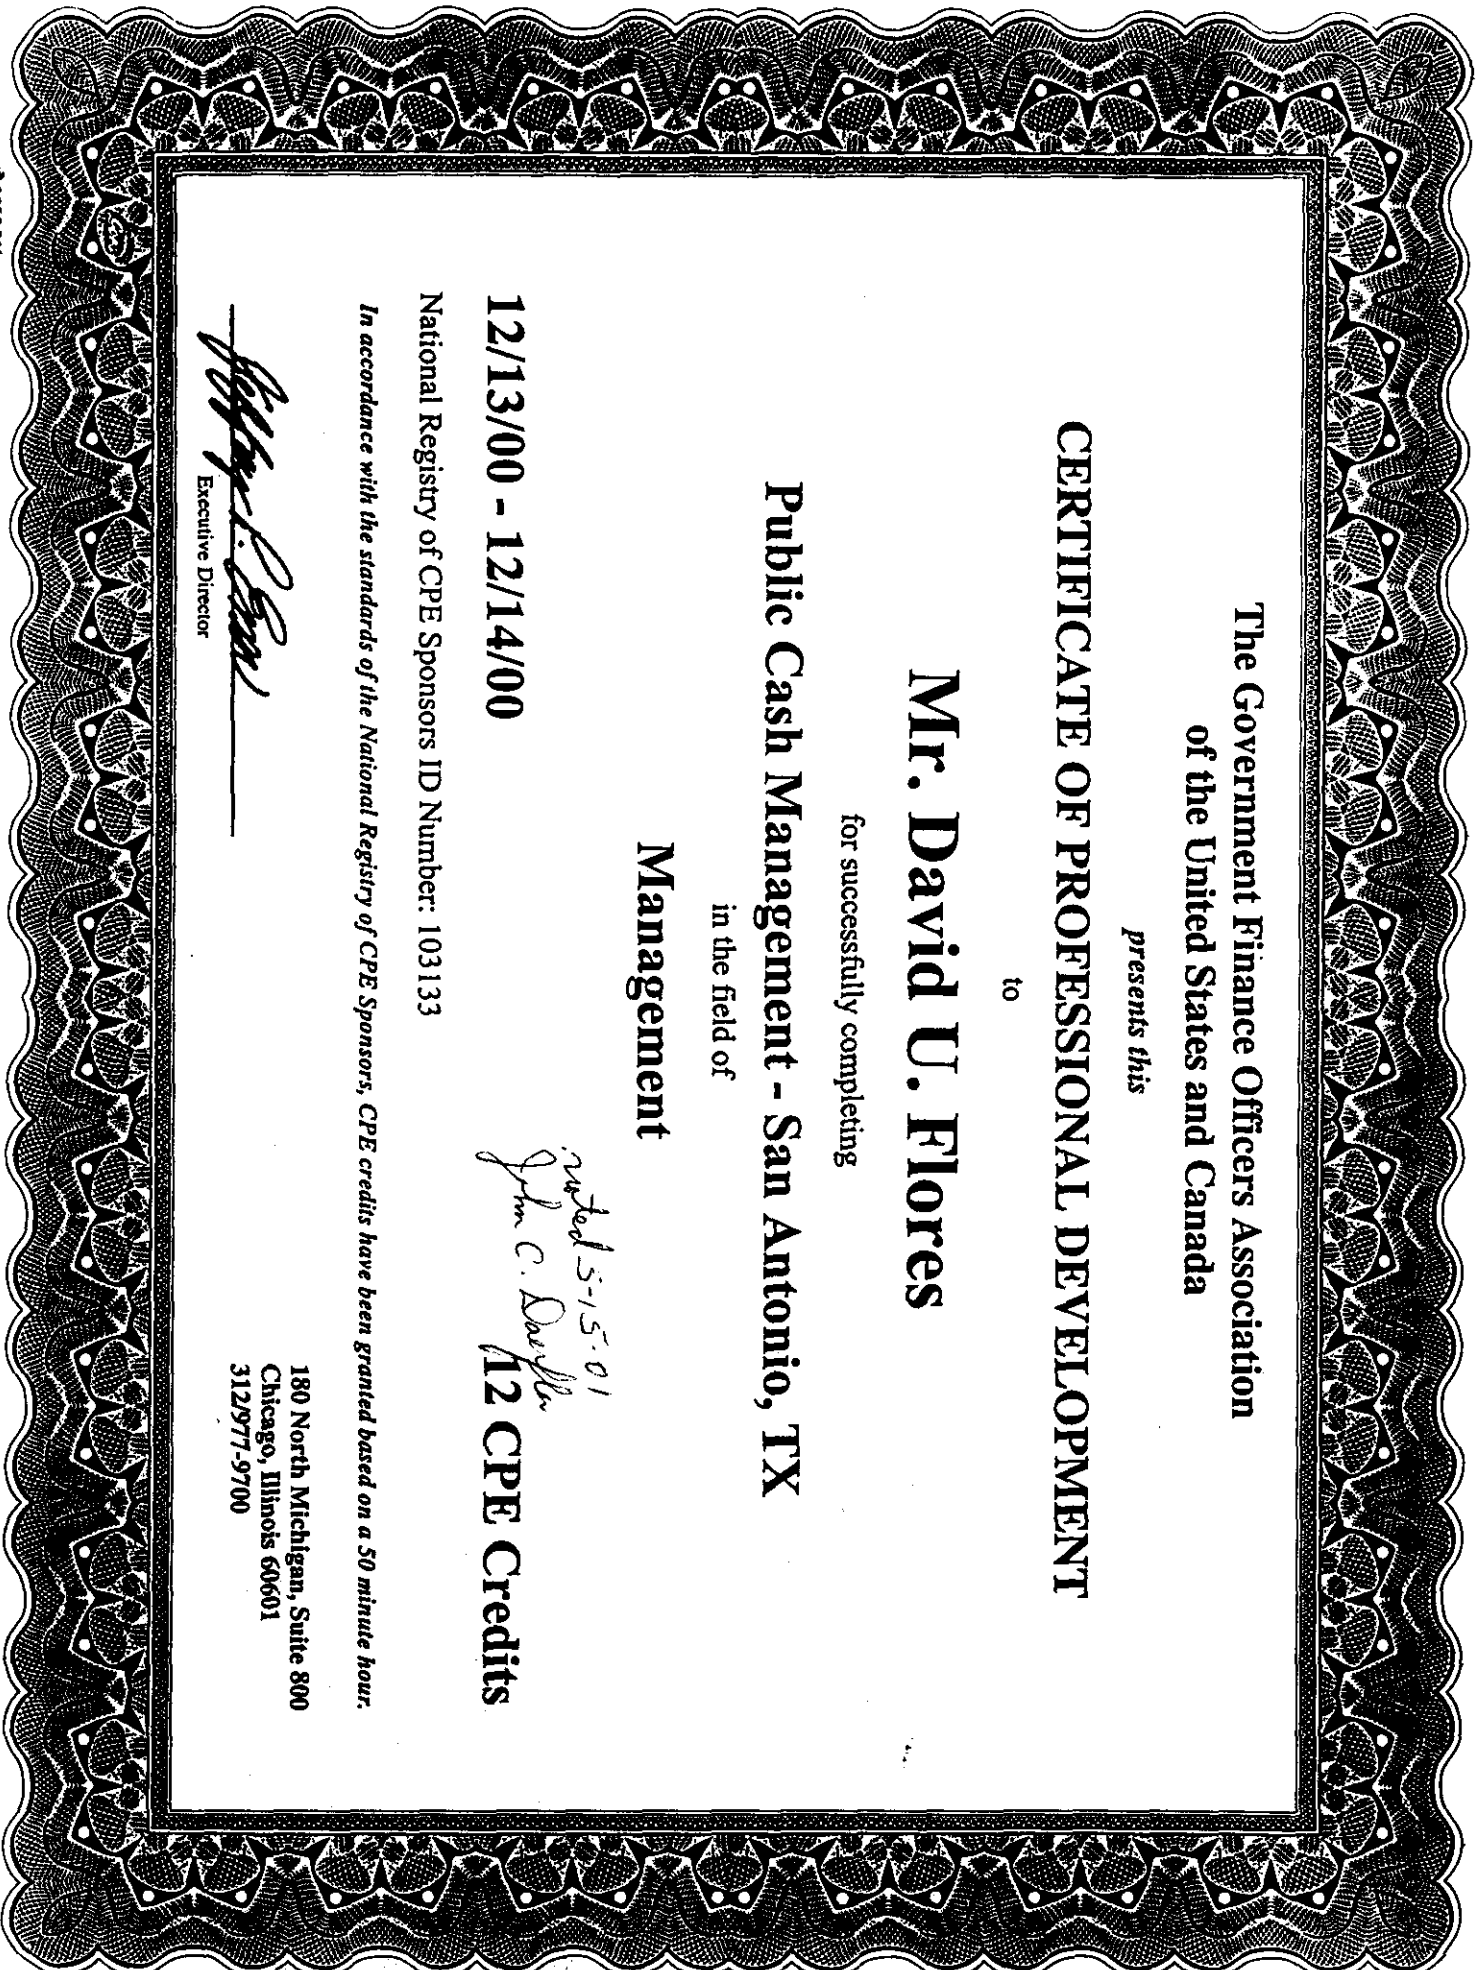 The Government Finance Officers Association
of the United States and Canada
presents this
CERTIFICATE OF PROFESSIONAL DEVELOPMENT
to
Mr. David U. Flores
for successfully completing
Public Cash Management - San Antonio, TX
in the field of
Management
noted 5-15-01
John C.
12/13/00 - 12/14/00
12 CPE Credits
National Registry of CPE Sponsors ID Number: 103133
In accordance with the standards of the National Registry of CPE Sponsors, CPE credits have been granted based on a 50 minute hour.
Executive Director
180 North Michigan, Suite 800
Chicago, Illinois 60601
312/977-9700